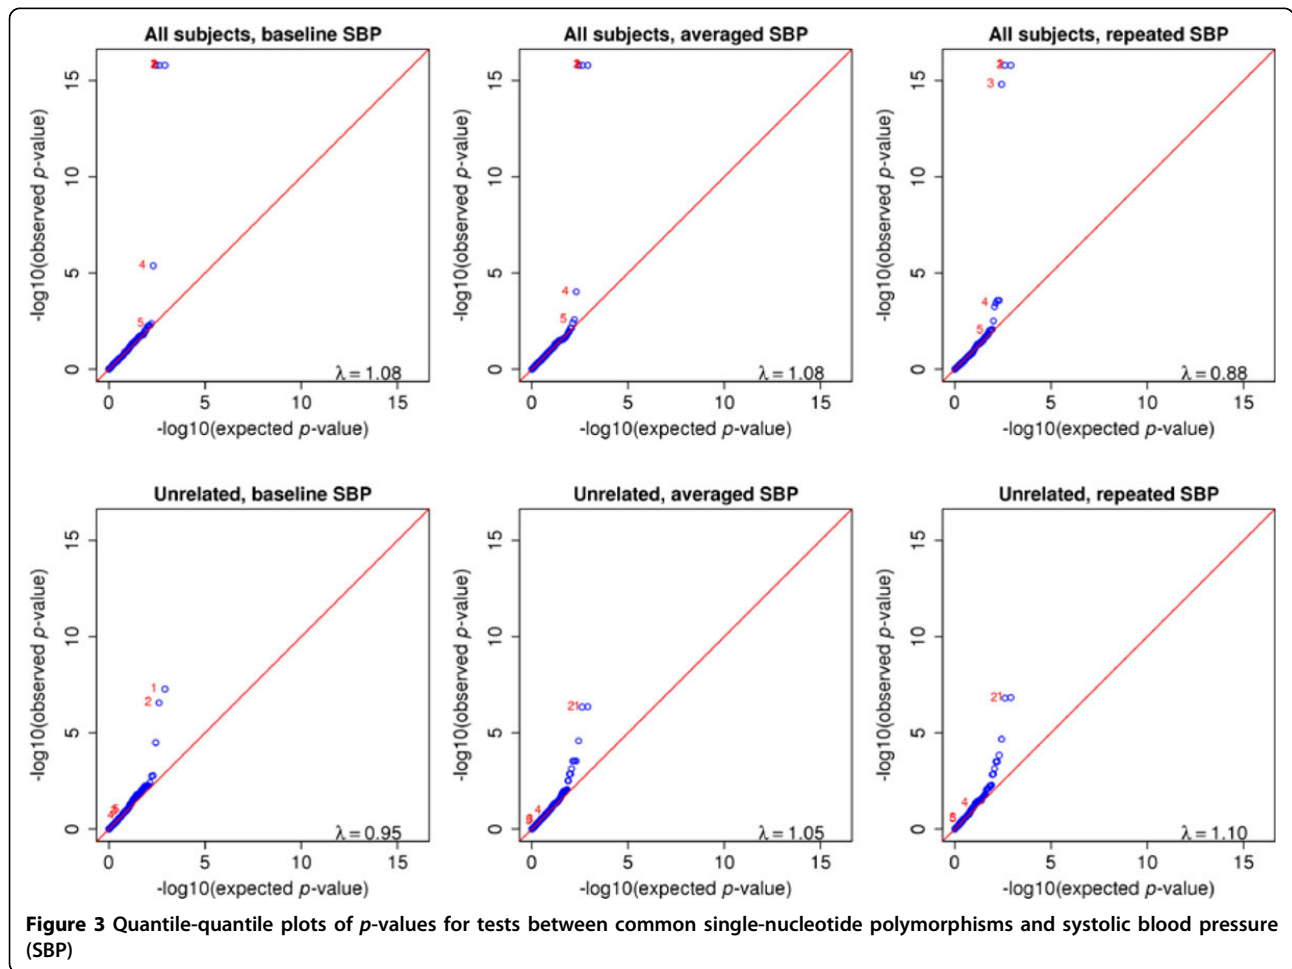 All subjects, baseline SBP
All subjects, averaged SBP
All subjects, repeated SBP
-log10(observed p-value)
-log10(observed p-value)
-log10(observed p-value)
15
10
5
0
15
10
5
0
15
10
5
0
4
5
4
5
2
3
4
5
λ = 1.08
λ = 1.08
λ = 0.88
0 5 10 15
0 5 10 15
0 5 10 15
-log10(expected p-value)
-log10(expected p-value)
-log10(expected p-value)
Unrelated, baseline SBP
Unrelated, averaged SBP
Unrelated, repeated SBP
-log10(observed p-value)
-log10(observed p-value)
-log10(observed p-value)
15
10
5
0
15
10
5
0
15
10
5
0
1
2
21
4
21
4
λ = 0.95
λ = 1.05
λ = 1.10
0 5 10 15
0 5 10 15
0 5 10 15
-log10(expected p-value)
-log10(expected p-value)
-log10(expected p-value)
Figure 3 Quantile-quantile plots of p-values for tests between common single-nucleotide polymorphisms and systolic blood pressure
(SBP)